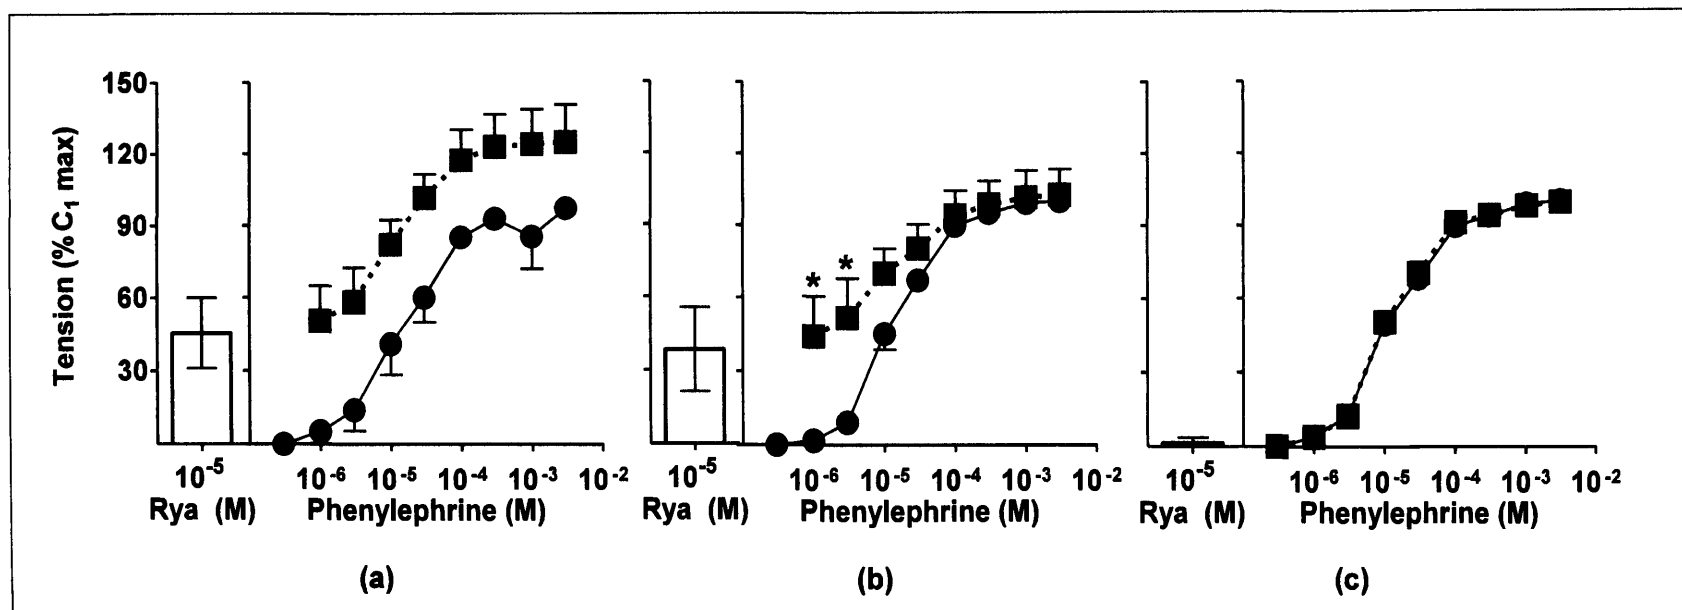 150
120
90
60
30
Tension (%C1 max)
10-5
10-6 10-5 10-4 10-3 10-2
Rya (M)
Phenylephrine (M)
(a)
* *
10-5
10-6 10-5 10-4 10-3 10-2
Rya (M)
Phenylephrine (M)
(b)
10-5
10-6 10-5 10-4 10-3 10-2
Rya (M)
Phenylephrine (M)
(c)